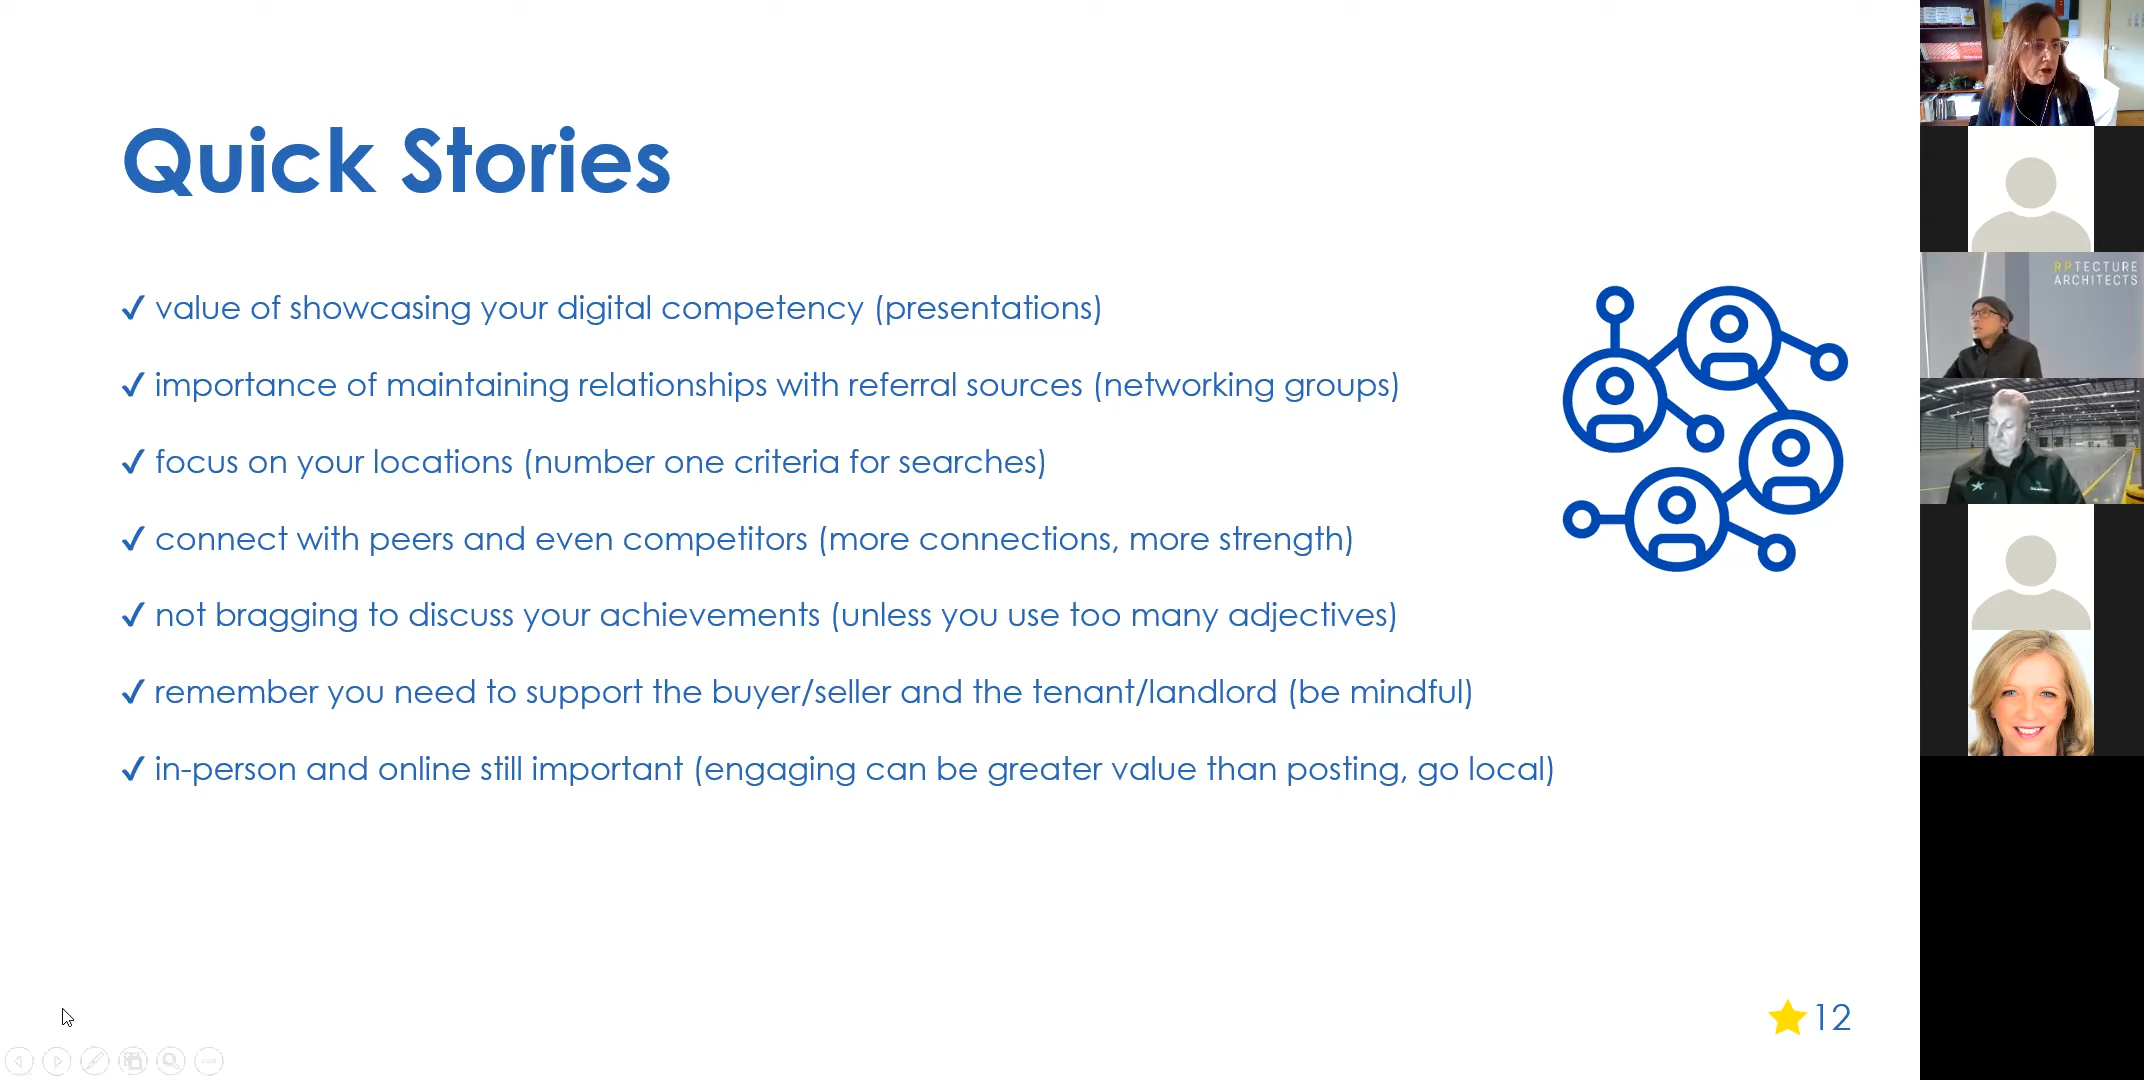 Quick Stories
✓ value of showcasing your digital competency (presentations)
✓ importance of maintaining relationships with referral sources (networking groups)
✓ focus on your locations (number one criteria for searches)
✓ connect with peers and even competitors (more connections, more strength)
✓ not bragging to discuss your achievements (unless you use too many adjectives)
✓ remember you need to support the buyer/seller and the tenant/landlord (be mindful)
✓ in-person and online still important (engaging can be greater value than posting, go local)
12
RPTECTURE
ARCHITECTS